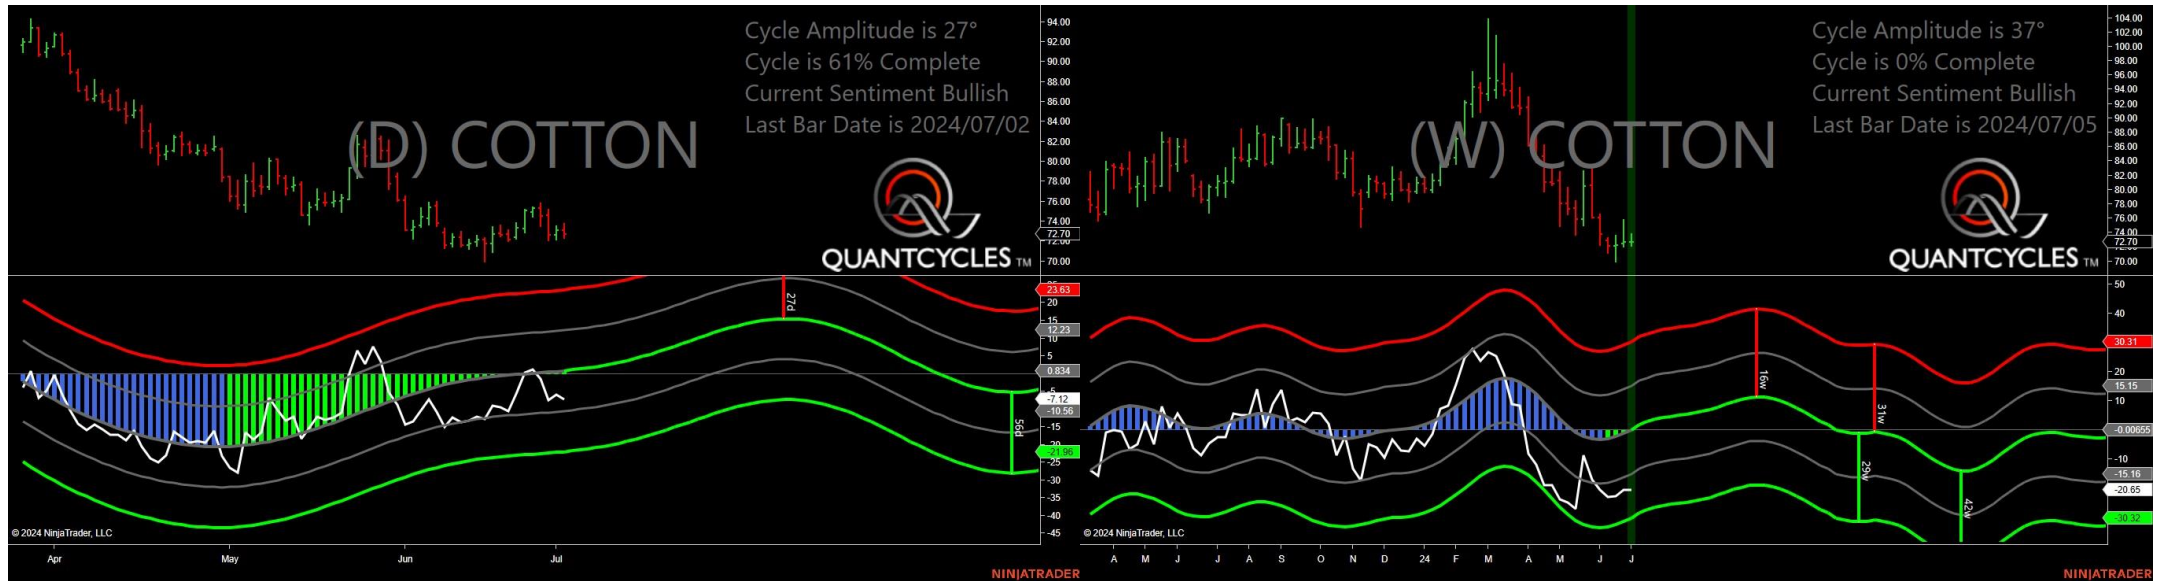 Cycle Amplitude is 27°
Cycle is 61% Complete
Current Sentiment Bullish
Last Bar Date is 2024/07/02
(D) COTTON
QUANTCYCLES TM
94.00
92.00
90.00
88.00
86.00
84.00
82.00
80.00
78.00
76.00
74.00
72.70
72.00
70.00
27d
56d
23.63
20
15
12.23
10
5
0.834
-5
-7.12
-10.56
-15
-20
-21.96
-25
-30
-35
-40
-45
© 2024 NinjaTrader, LLC
Apr
May
Jun
Jul
NINJATRADER
Cycle Amplitude is 37°
Cycle is 0% Complete
Current Sentiment Bullish
Last Bar Date is 2024/07/05
(W) COTTON
QUANTCYCLES TM
104.00
102.00
100.00
98.00
96.00
94.00
92.00
90.00
88.00
86.00
84.00
82.00
80.00
78.00
76.00
74.00
72.70
70.00
16w
31w
29w
42w
50
40
30.31
20
15.15
10
-0.00655
-10
-15.16
-20.65
-30.32
© 2024 NinjaTrader, LLC
A
M
J
J
A
S
O
N
D
24
F
M
A
M
J
J
NINJATRADER